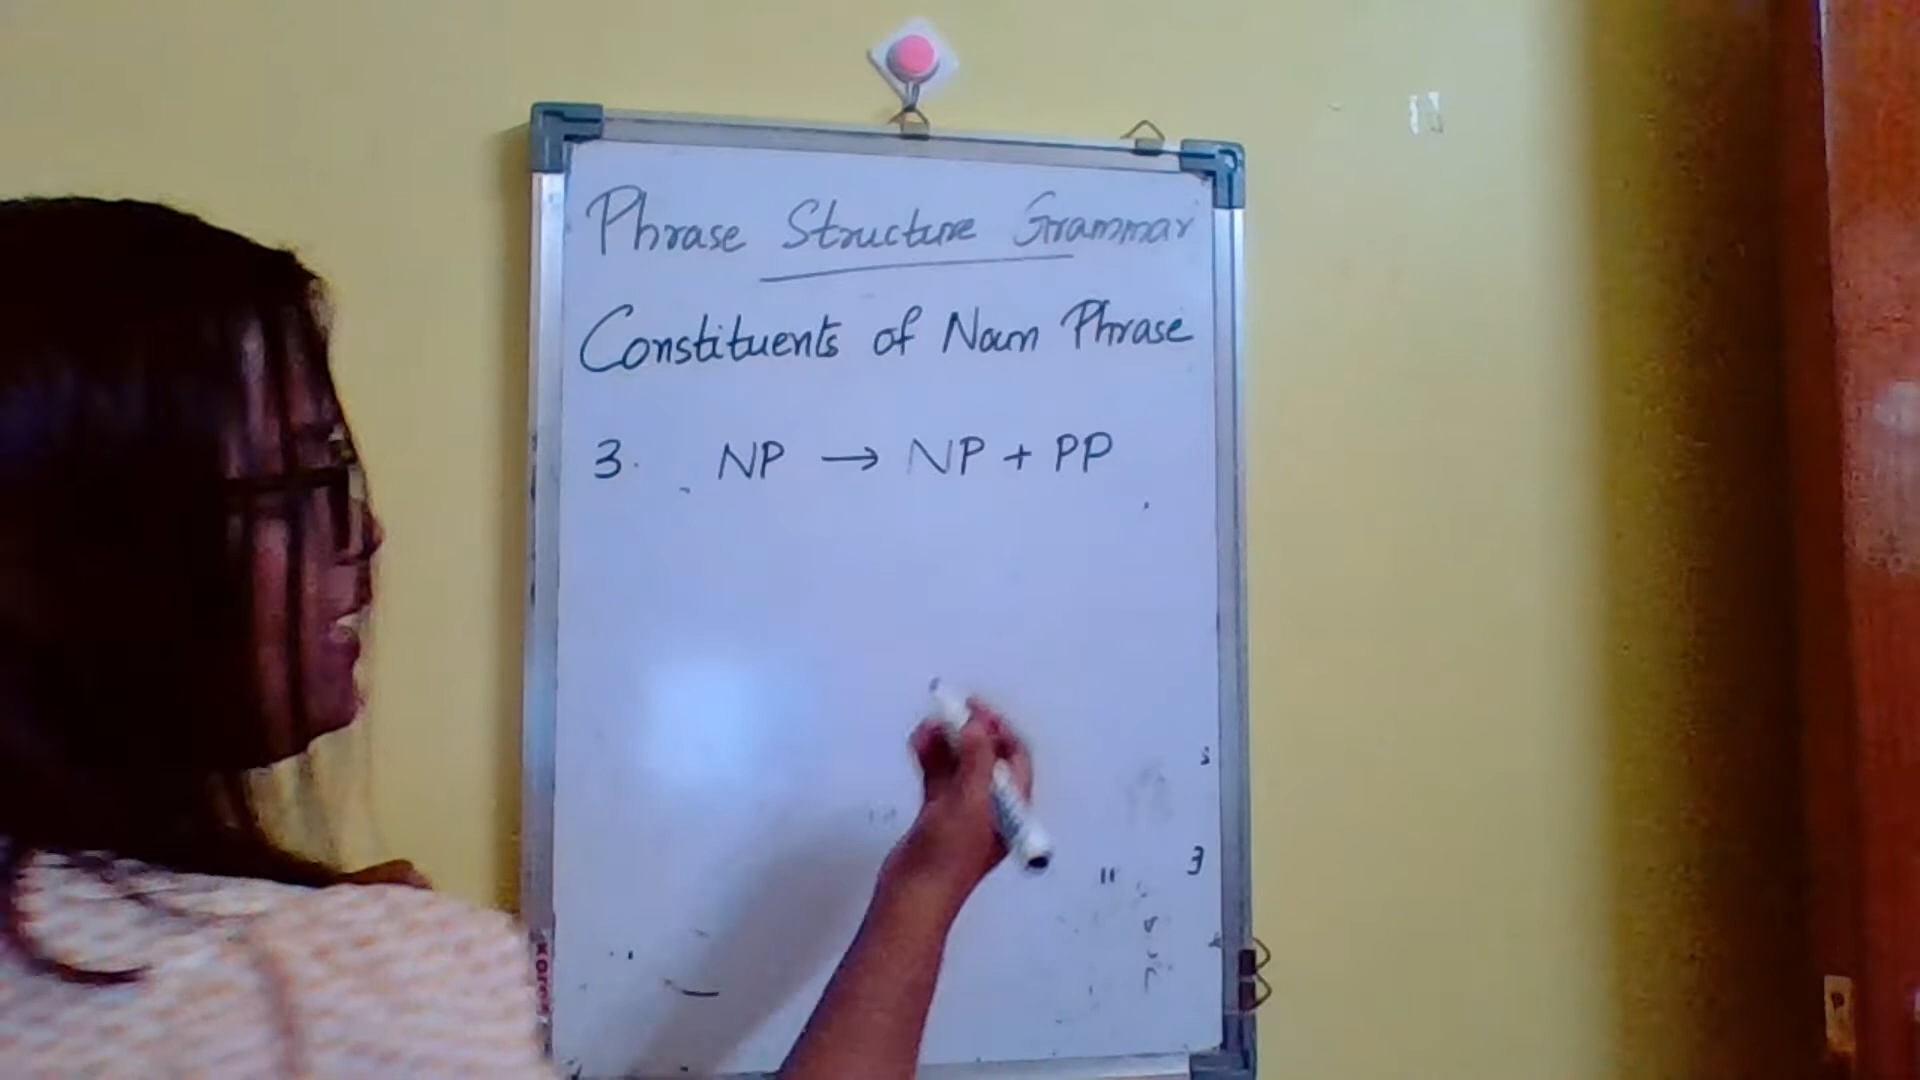 Phrase Structure Grammar
Constituents of Noun Phrase
3. NP → NP + PP